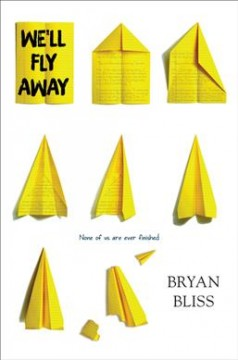 WE'LL
FLY
AWAY
None of us are ever finished.
BRYAN
BLISS